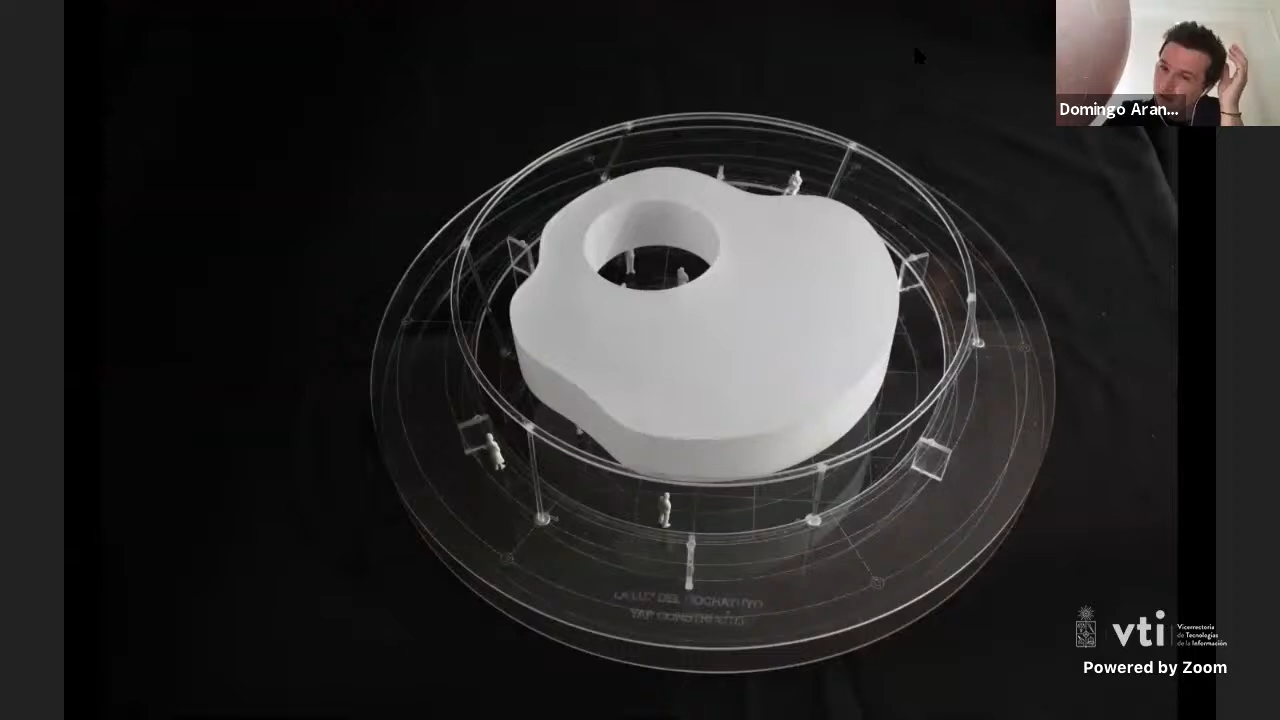 Domingo Aran...
vti
Vicerrectoría
de Tecnologías
de la Información
Powered by Zoom